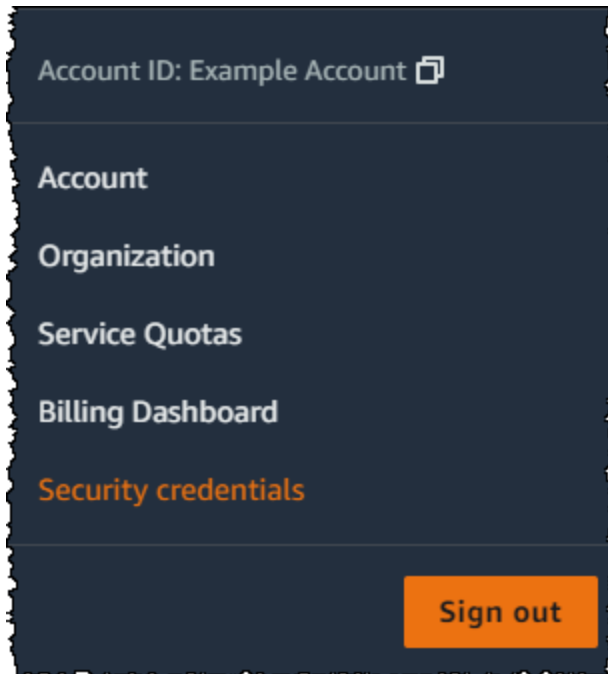 Account ID: Example Account
Account
Organization
Service Quotas
Billing Dashboard
Security credentials
Sign out